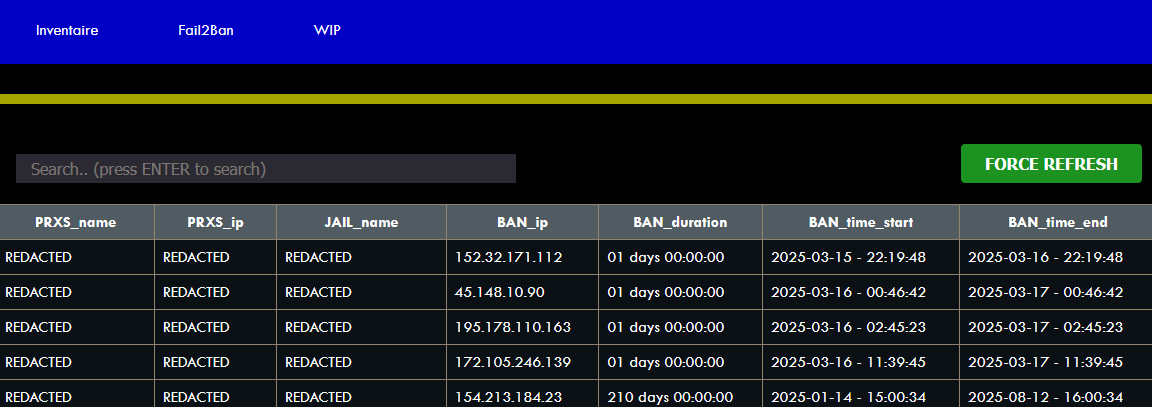 Inventaire Fail2Ban WIP
Search.. (press ENTER to search) FORCE REFRESH
PRXS_name PRXS_ip JAIL_name BAN_ip BAN_duration BAN_time_start BAN_time_end
REDACTED REDACTED REDACTED 152.32.171.112 01 days 00:00:00 2025-03-15 - 22:19:48 2025-03-16 - 22:19:48
REDACTED REDACTED REDACTED 45.148.10.90 01 days 00:00:00 2025-03-16 - 00:46:42 2025-03-17 - 00:46:42
REDACTED REDACTED REDACTED 195.178.110.163 01 days 00:00:00 2025-03-16 - 02:45:23 2025-03-17 - 02:45:23
REDACTED REDACTED REDACTED 172.105.246.139 01 days 00:00:00 2025-03-16 - 11:39:45 2025-03-17 - 11:39:45
REDACTED REDACTED REDACTED 154.213.184.23 210 days 00:00:00 2025-01-14 - 15:00:34 2025-08-12 - 16:00:34